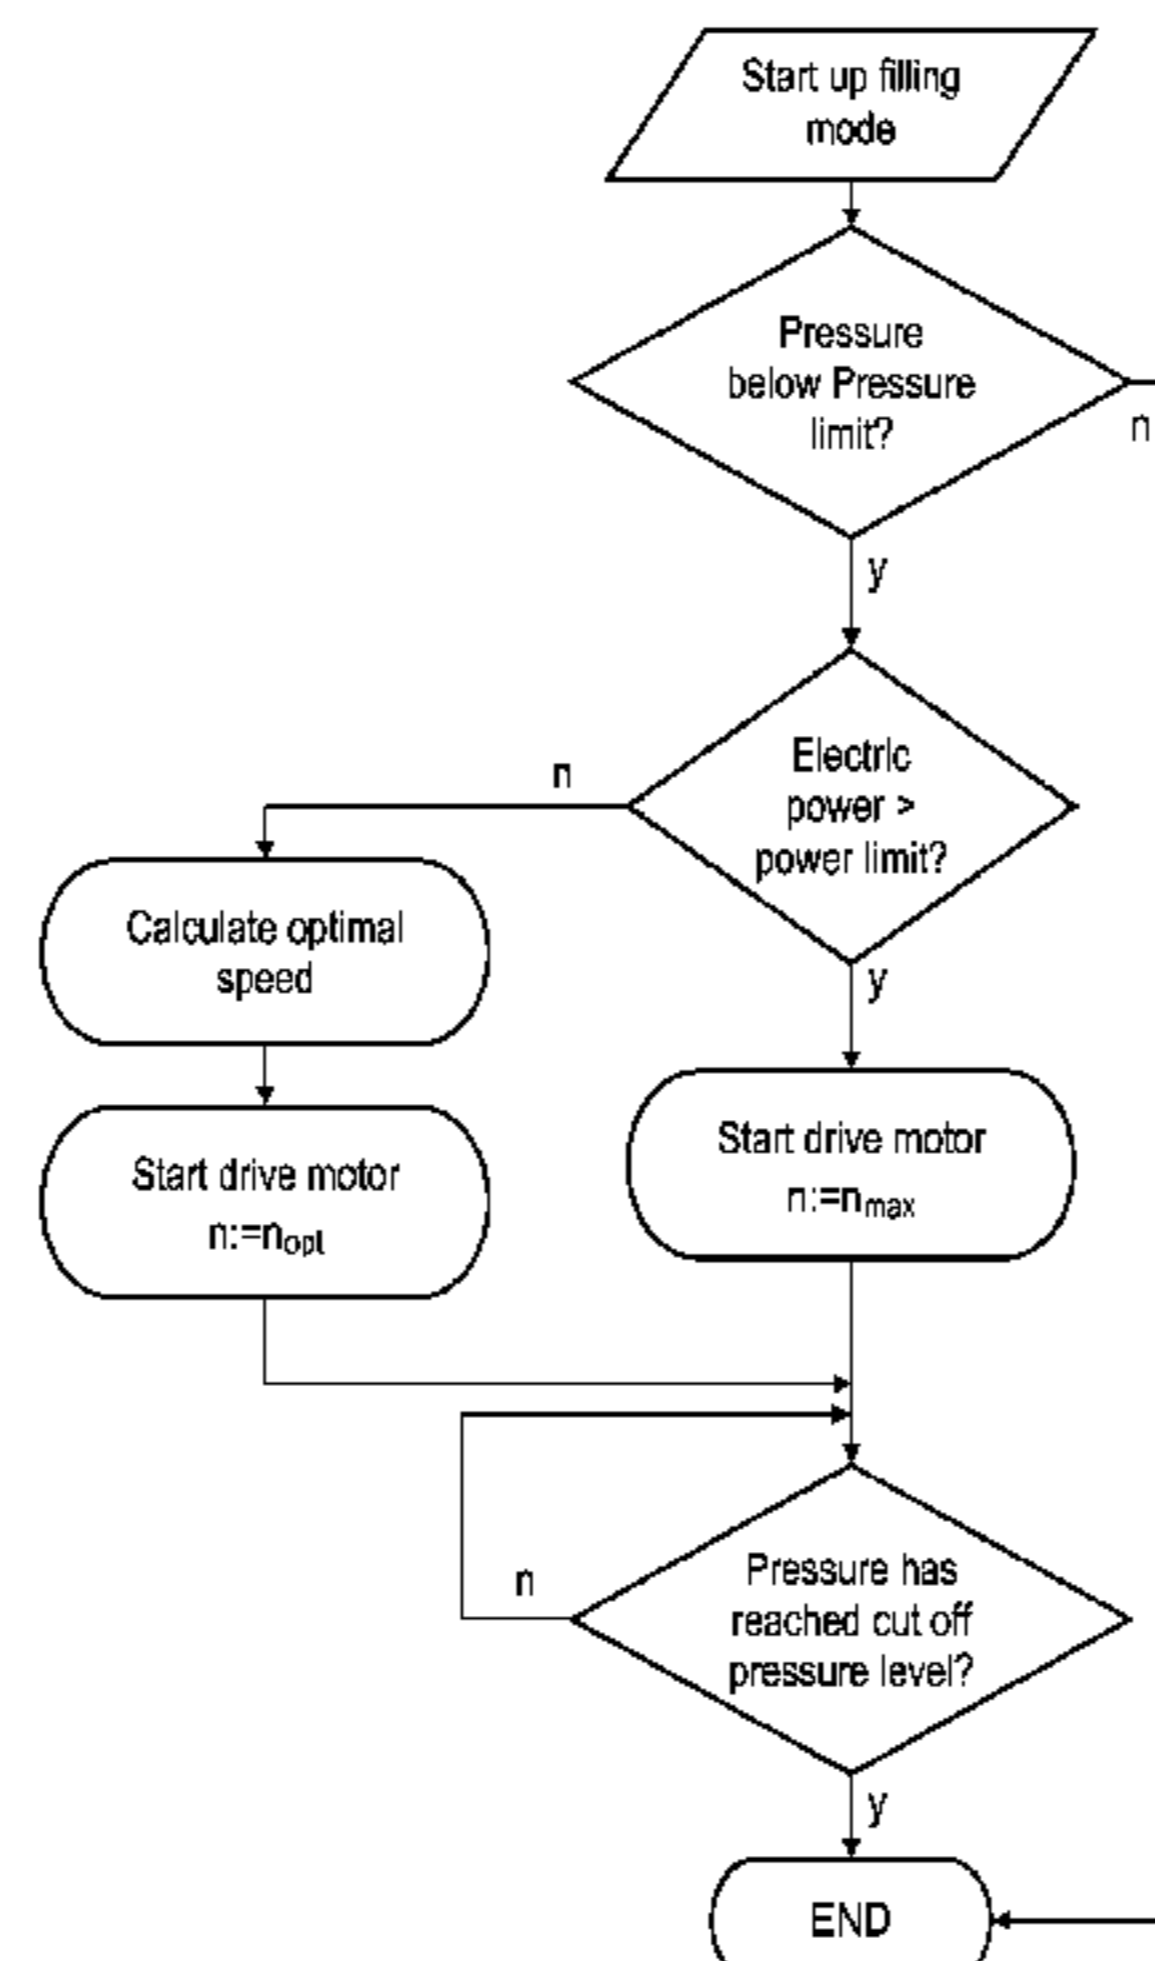 Start up filling
mode
Pressure
below Pressure
limit?
n
y
Electric
power >
power limit?
n
y
Calculate optimal
speed
Start drive motor
n:=nopt
Start drive motor
n:=nmax
Pressure has
reached cut off
pressure level?
n
y
END